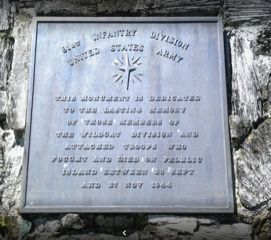 81ST INFANTRY DIVISION
UNITED STATES ARMY
THIS MONUMENT IS DEDICATED
TO THE LASTING MEMORY
OF THOSE MEMBERS OF
THE WILDCAT DIVISION AND
ATTACHED TROOPS WHO
FOUGHT AND DIED ON PELELIU
ISLAND BETWEEN SEPT
AND 27 NOV 1944